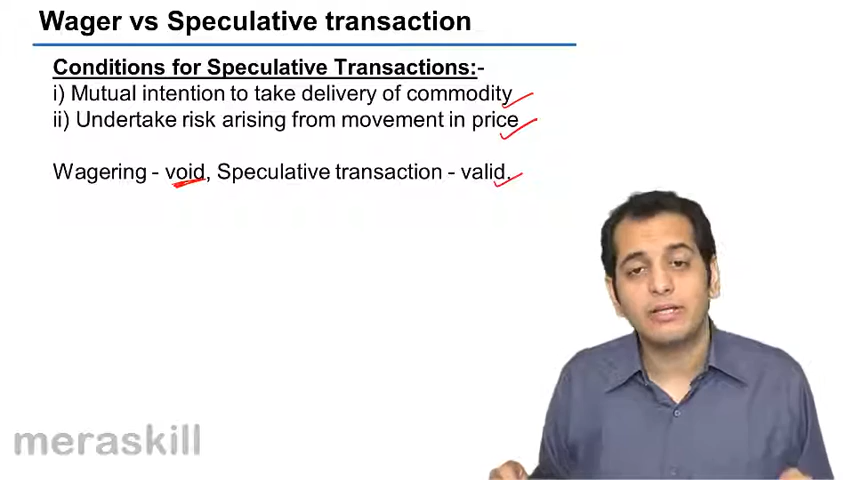 Wager vs Speculative transaction
Conditions for Speculative Transactions:-
i) Mutual intention to take delivery of commodity
ii) Undertake risk arising from movement in price
Wagering - void, Speculative transaction - valid.
meraskill